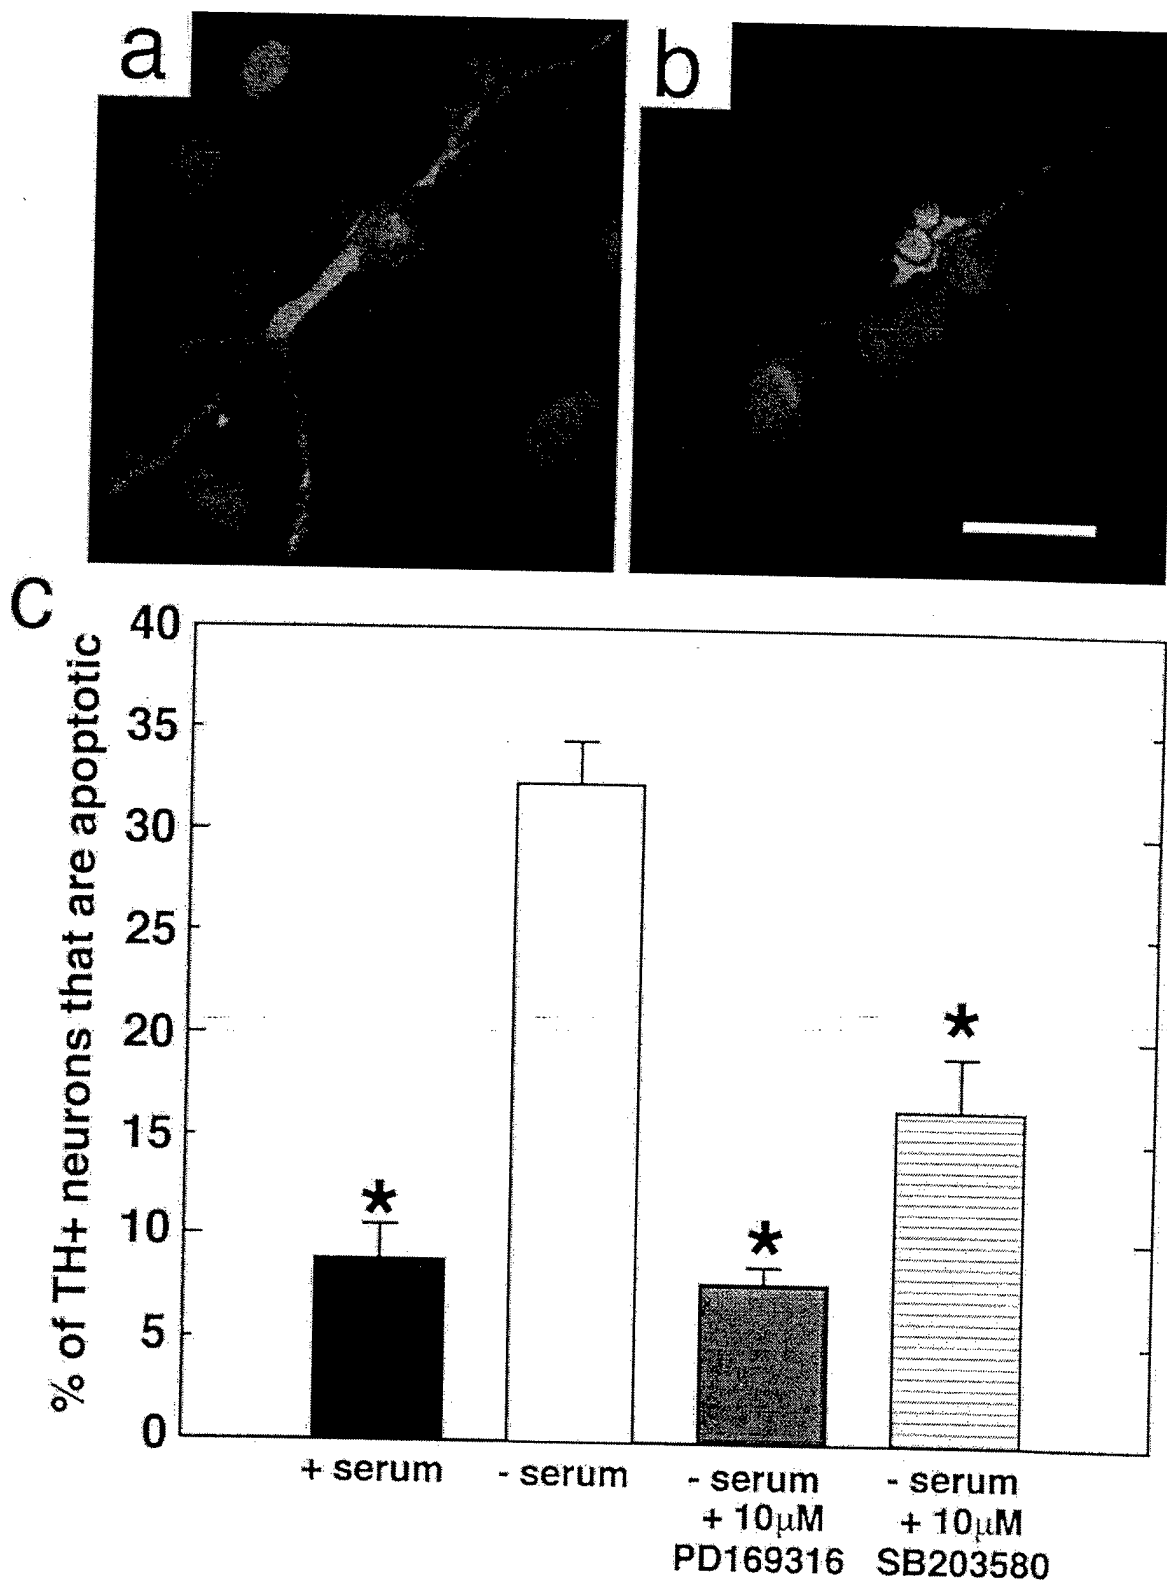 a
b
c
% of TH+ neurons that are apoptotic
40
35
30
25
20
15
10
5
0
*
*
*
+ serum
- serum
- serum
+ 10μM
PD169316
- serum
+ 10μM
SB203580